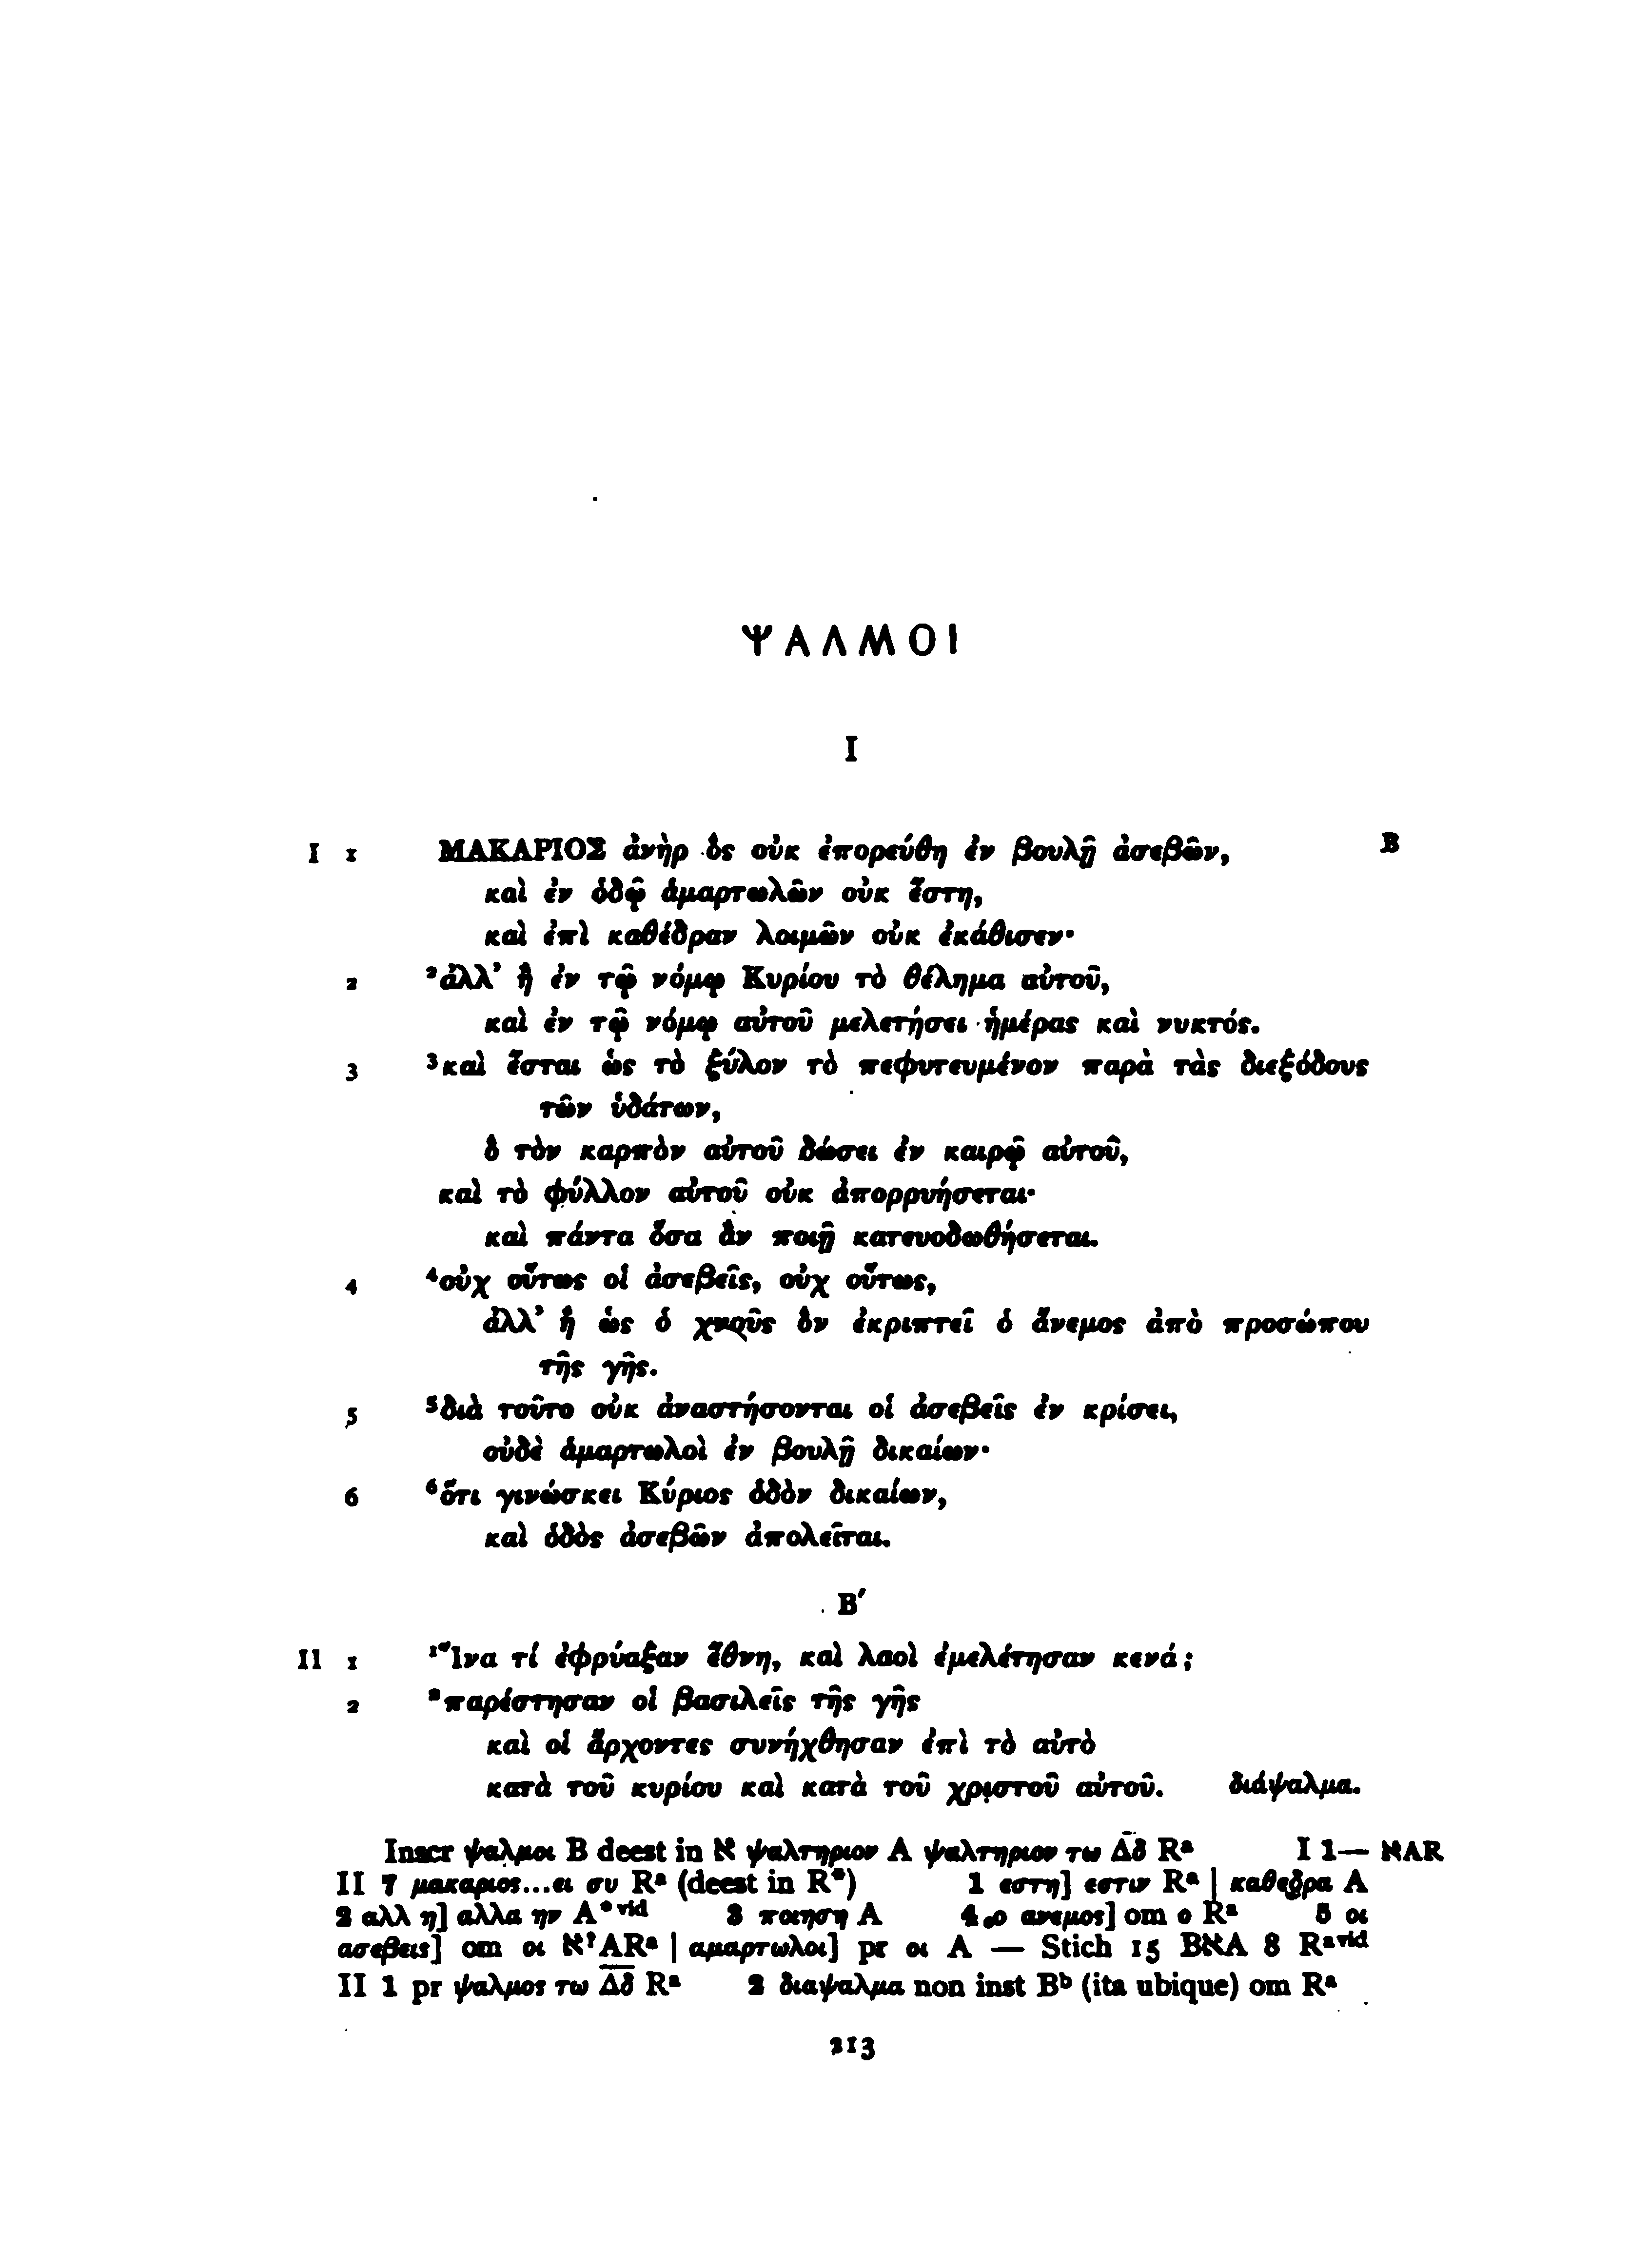 ΨΑΛΜΟΙ
I
I 1 ΜΑΚΑΡΙΟΣ ἀνὴρ ὃς οὐκ ἐπορεύθη ἐν βουλῇ ἀσεβῶν, B
καὶ ἐν ὁδῷ ἁμαρτωλῶν οὐκ ἔστη,
καὶ ἐπὶ καθέδραν λοιμῶν οὐκ ἐκάθισεν·
2 ²ἀλλ’ ἢ ἐν τῷ νόμῳ Κυρίου τὸ θέλημα αὐτοῦ,
καὶ ἐν τῷ νόμῳ αὐτοῦ μελετήσει ἡμέρας καὶ νυκτός.
3 ³καὶ ἔσται ὡς τὸ ξύλον τὸ πεφυτευμένον παρὰ τὰς διεξόδους
τῶν ὑδάτων,
ὃ τὸν καρπὸν αὐτοῦ δώσει ἐν καιρῷ αὐτοῦ,
καὶ τὸ φύλλον αὐτοῦ οὐκ ἀπορρυήσεται·
καὶ πάντα ὅσα ἂν ποιῇ κατευοδωθήσεται.
4 ⁴οὐχ οὕτως οἱ ἀσεβεῖς, οὐχ οὕτως,
ἀλλ’ ἢ ὡς ὁ χνοῦς ὃν ἐκριπτεῖ ὁ ἄνεμος ἀπὸ προσώπου
τῆς γῆς.
5 ⁵διὰ τοῦτο οὐκ ἀναστήσονται οἱ ἀσεβεῖς ἐν κρίσει,
οὐδὲ ἁμαρτωλοὶ ἐν βουλῇ δικαίων·
6 ⁶ὅτι γινώσκει Κύριος ὁδὸν δικαίων,
καὶ ὁδὸς ἀσεβῶν ἀπολεῖται.
Β′
II 1 ¹Ἵνα τί ἐφρύαξαν ἔθνη, καὶ λαοὶ ἐμελέτησαν κενά;
2 ²παρέστησαν οἱ βασιλεῖς τῆς γῆς
καὶ οἱ ἄρχοντες συνήχθησαν ἐπὶ τὸ αὐτὸ
κατὰ τοῦ κυρίου καὶ κατὰ τοῦ χριστοῦ αὐτοῦ. διάψαλμα.
Inscr ψαλμοι B deest in א ψαλτηριον A ψαλτηριον τω Δ̅δ̅ Rᵃ I 1— אAR
II 7 μακαριος...ει συ Rᵃ (deest in R*) 1 εστη] εστιν Rᵃ | καθεδρα A
2 αλλ η] αλλα ην A*ᵛⁱᵈ 3 ποιηση A 4 ο ανεμος] om ο Rᵃ 5 οι
ασεβεις] om οι א?ARᵃ | αμαρτωλοι] pr οι A — Stich 15 BאA 8 Rᵃᵛⁱᵈ
II 1 pr ψαλμος τω Δ̅δ̅ Rᵃ 2 διαψαλμα non inst Bᵇ (ita ubique) om Rᵃ
213